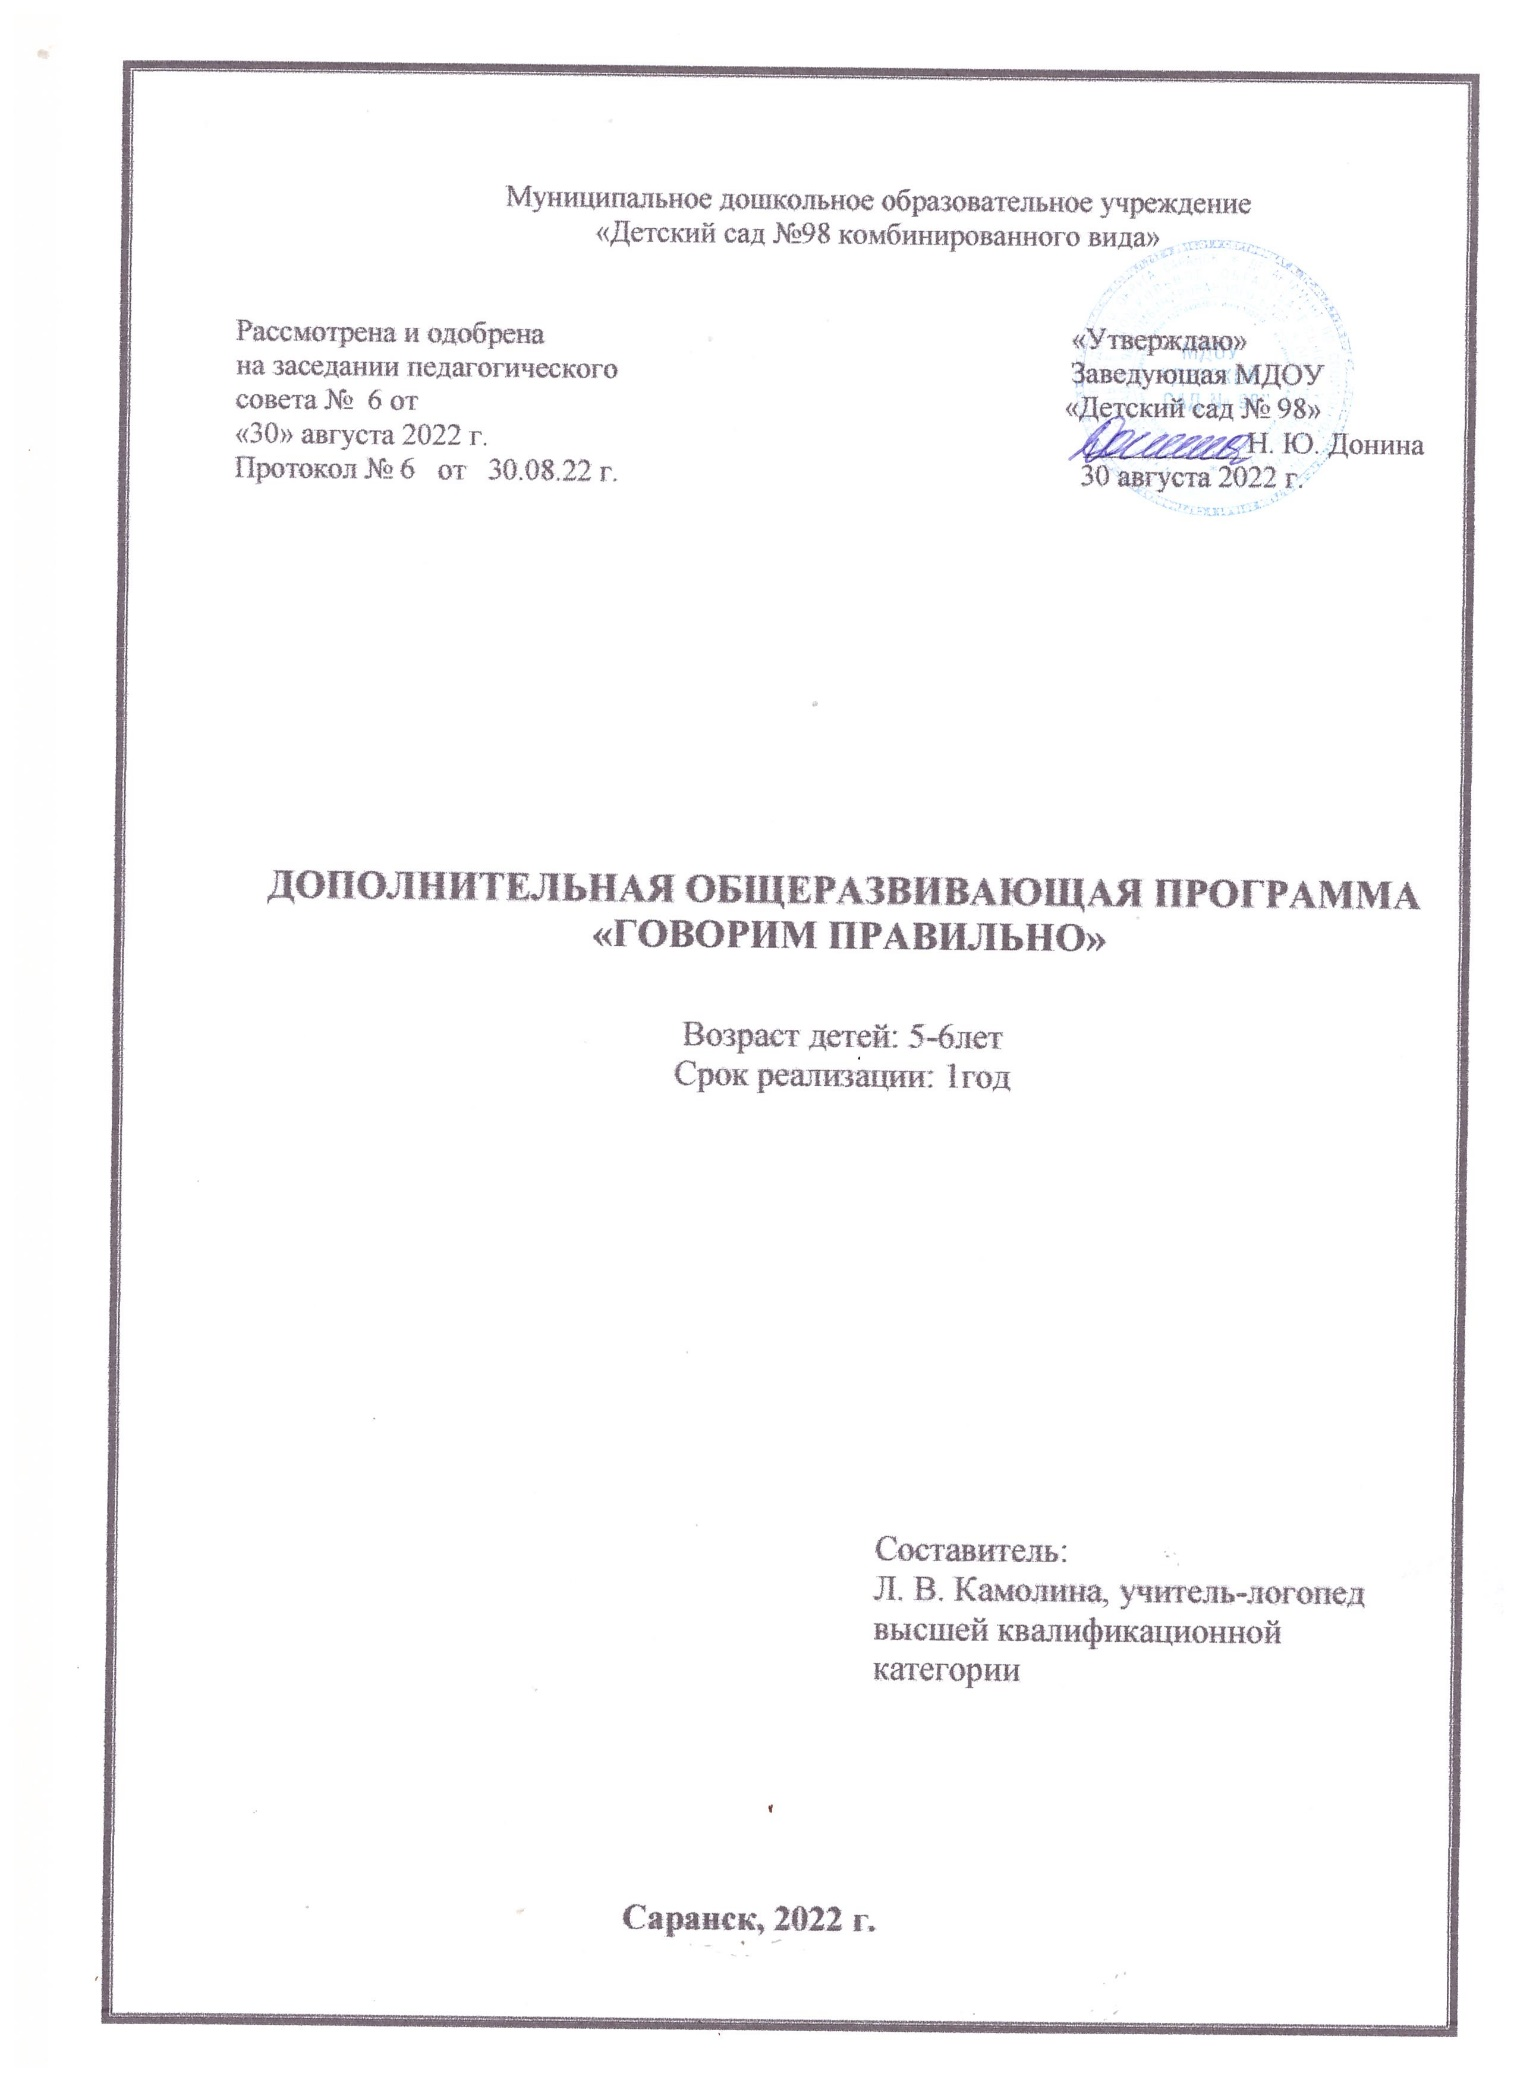 Муниципальное дошкольное образовательное учреждение
«Детский сад №98 комбинированного вида»
Рассмотрена и одобрена
на заседании педагогического
совета № 6 от
«30» августа 2022 г.
Протокол № 6 от 30.08.22 г.
«Утверждаю»
Заведующая МДОУ
«Детский сад № 98»
Н. Ю. Донина
30 августа 2022 г.
МДОУ
ДОПОЛНИТЕЛЬНАЯ ОБЩЕРАЗВИВАЮЩАЯ ПРОГРАММА
«ГОВОРИМ ПРАВИЛЬНО»
Возраст детей: 5-6лет
Срок реализации: 1год
Составитель:
Л. В. Камолина, учитель-логопед
высшей квалификационной
категории
Саранск, 2022 г.